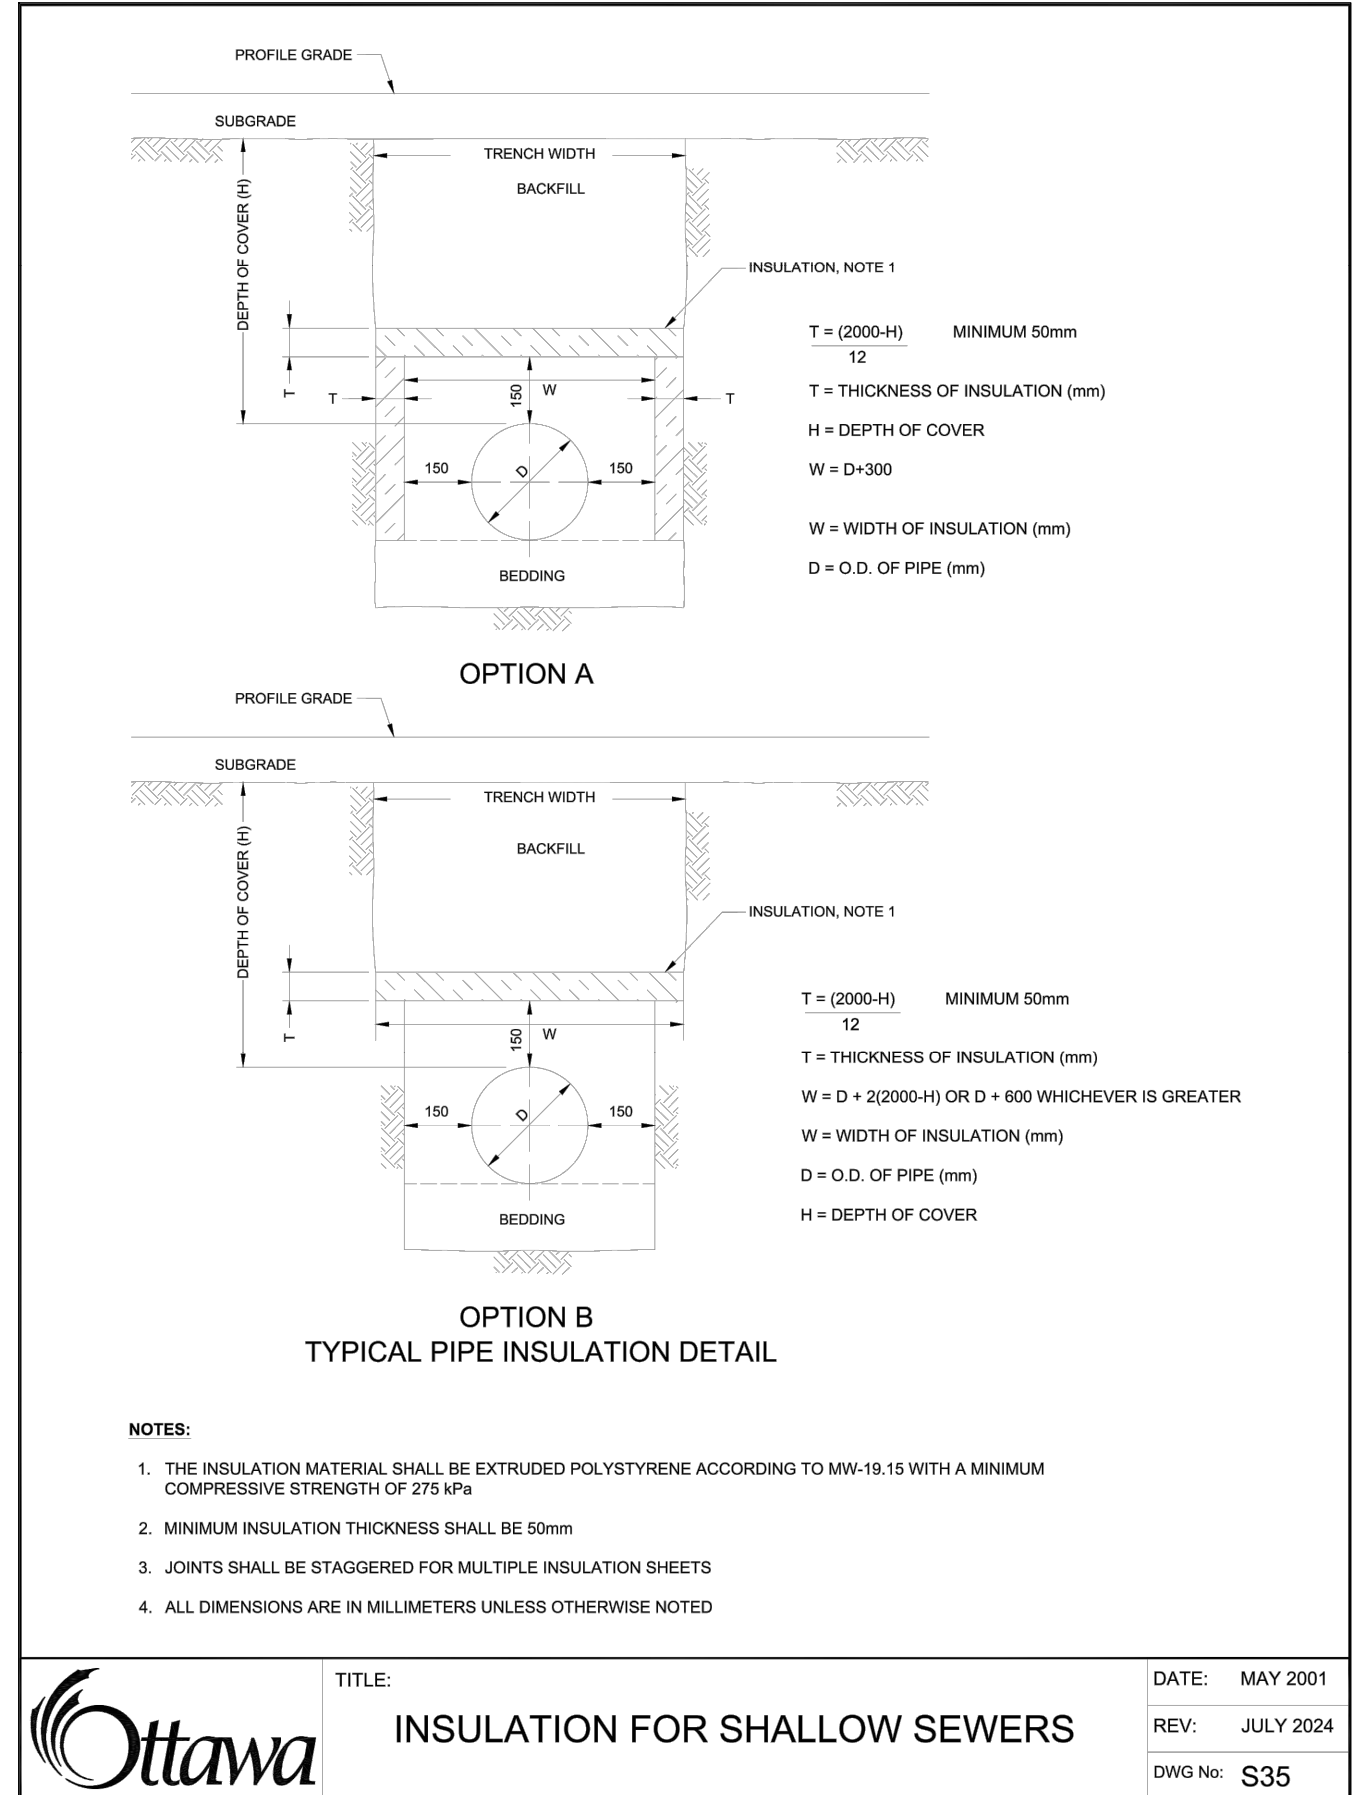 PROFILE GRADE
SUBGRADE
TRENCH WIDTH
BACKFILL
DEPTH OF COVER (H)
INSULATION, NOTE 1
T
T
T
150
W
150
150
D
BEDDING
T = (2000-H) MINIMUM 50mm
12
T = THICKNESS OF INSULATION (mm)
H = DEPTH OF COVER
W = D+300
W = WIDTH OF INSULATION (mm)
D = O.D. OF PIPE (mm)
OPTION A
PROFILE GRADE
SUBGRADE
TRENCH WIDTH
BACKFILL
DEPTH OF COVER (H)
INSULATION, NOTE 1
T
150
W
150
150
D
BEDDING
T = (2000-H) MINIMUM 50mm
12
T = THICKNESS OF INSULATION (mm)
W = D + 2(2000-H) OR D + 600 WHICHEVER IS GREATER
W = WIDTH OF INSULATION (mm)
D = O.D. OF PIPE (mm)
H = DEPTH OF COVER
OPTION B
TYPICAL PIPE INSULATION DETAIL
NOTES:
1. THE INSULATION MATERIAL SHALL BE EXTRUDED POLYSTYRENE ACCORDING TO MW-19.15 WITH A MINIMUM
COMPRESSIVE STRENGTH OF 275 kPa
2. MINIMUM INSULATION THICKNESS SHALL BE 50mm
3. JOINTS SHALL BE STAGGERED FOR MULTIPLE INSULATION SHEETS
4. ALL DIMENSIONS ARE IN MILLIMETERS UNLESS OTHERWISE NOTED
Ottawa
TITLE:
INSULATION FOR SHALLOW SEWERS
DATE: MAY 2001
REV: JULY 2024
DWG No: S35